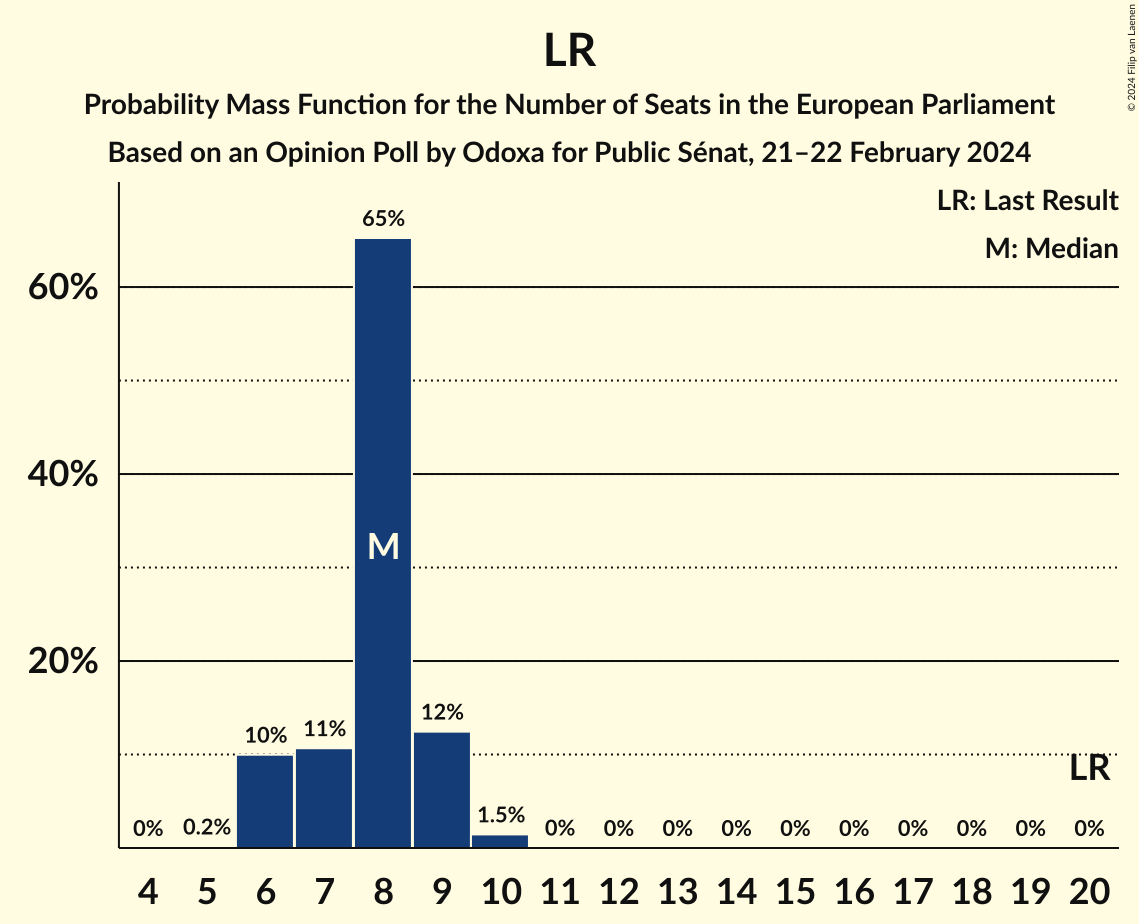 LR
Probability Mass Function for the Number of Seats in the European Parliament
Based on an Opinion Poll by Odoxa for Public Sénat, 21–22 February 2024
© 2024 Filip van Laenen
LR: Last Result
M: Median
65%
60%
40%
M
20%
12%
11%
10%
LR
1.5%
0% 0.2% 0% 0% 0% 0% 0% 0% 0% 0% 0% 0%
4 5 6 7 8 9 10 11 12 13 14 15 16 17 18 19 20